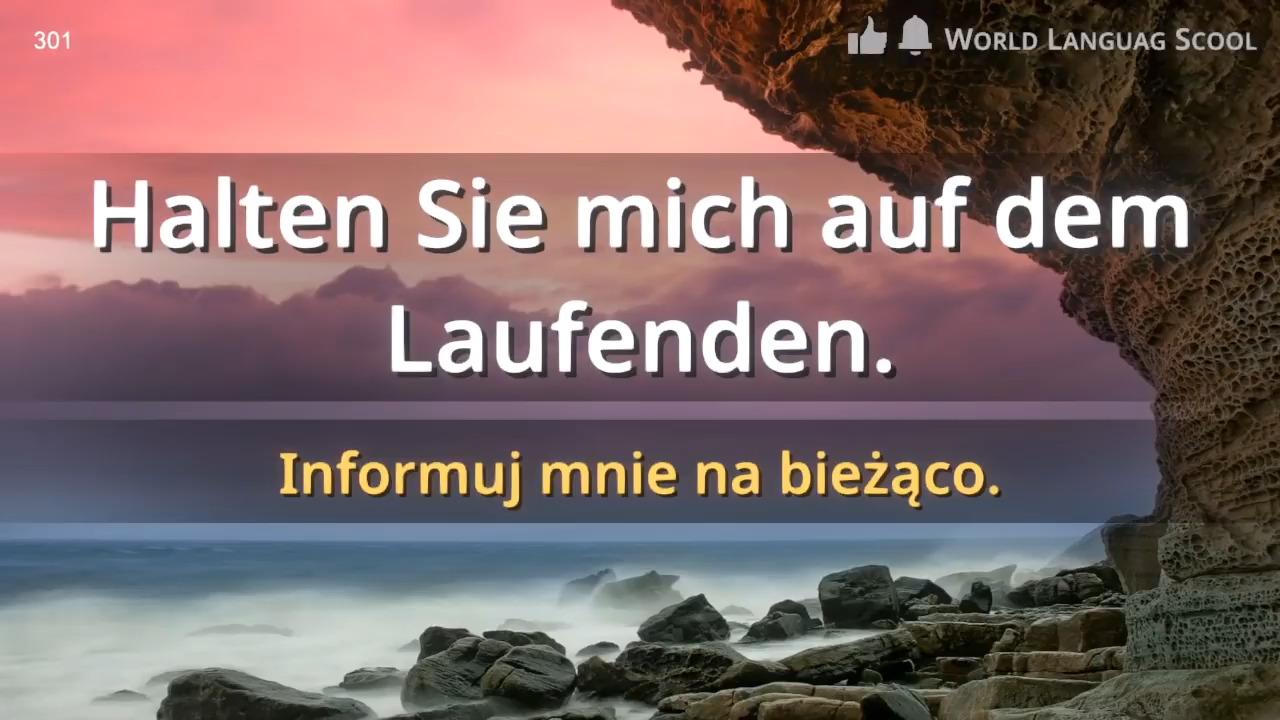 301
WORLD LANGUAG SCOOL
Halten Sie mich auf dem
Laufenden.
Informuj mnie na bieżąco.